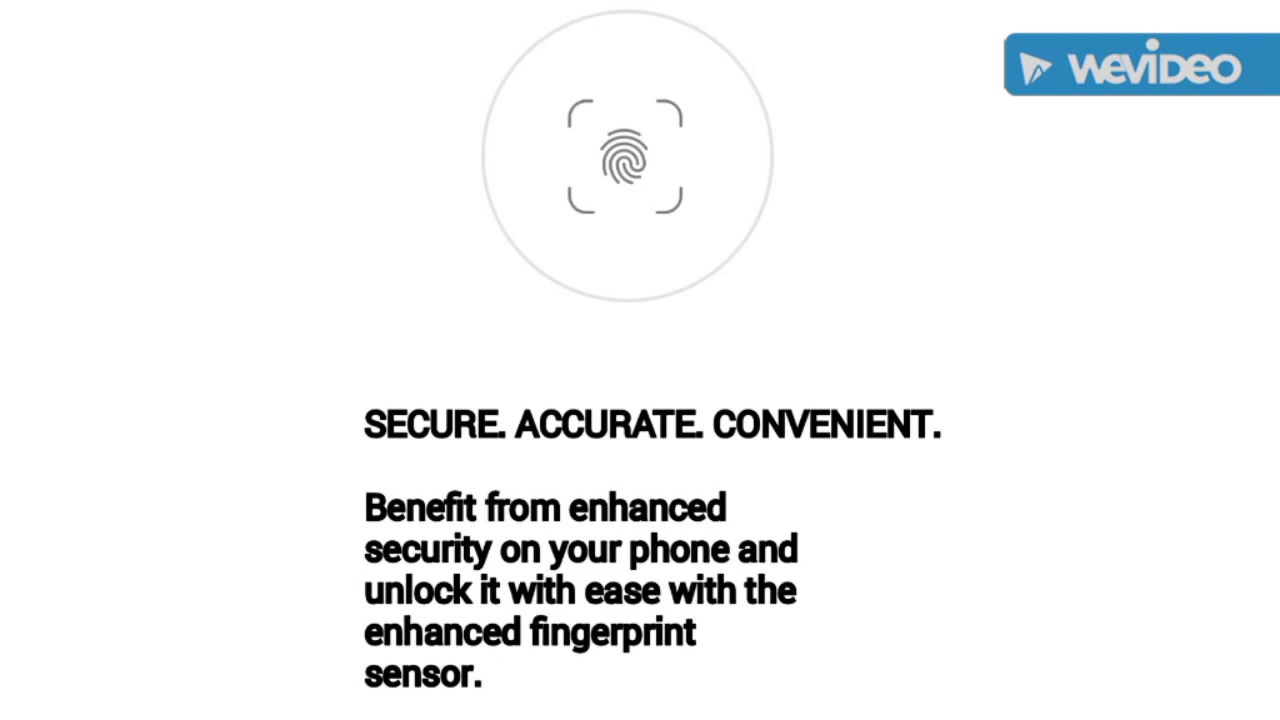 WEVIDEO
SECURE. ACCURATE. CONVENIENT.
Benefit from enhanced
security on your phone and
unlock it with ease with the
enhanced fingerprint
sensor.